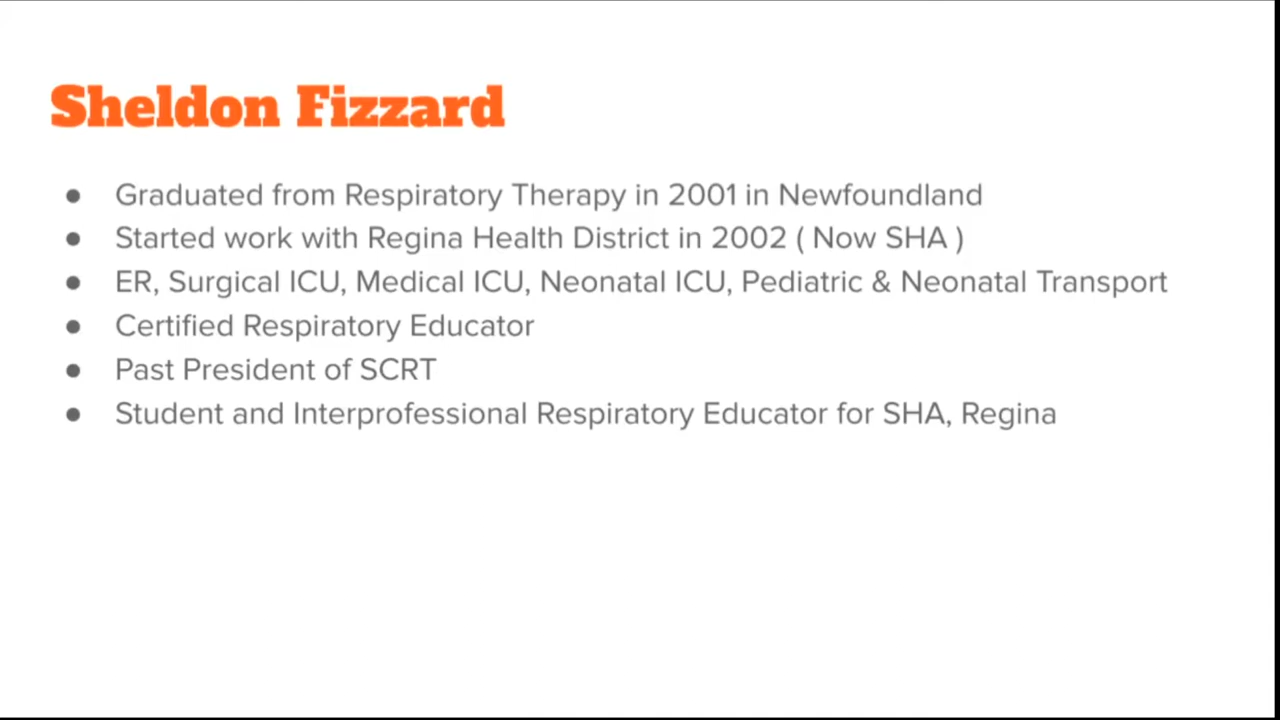 Sheldon Fizzard
● Graduated from Respiratory Therapy in 2001 in Newfoundland
● Started work with Regina Health District in 2002 ( Now SHA )
● ER, Surgical ICU, Medical ICU, Neonatal ICU, Pediatric & Neonatal Transport
● Certified Respiratory Educator
● Past President of SCRT
● Student and Interprofessional Respiratory Educator for SHA, Regina